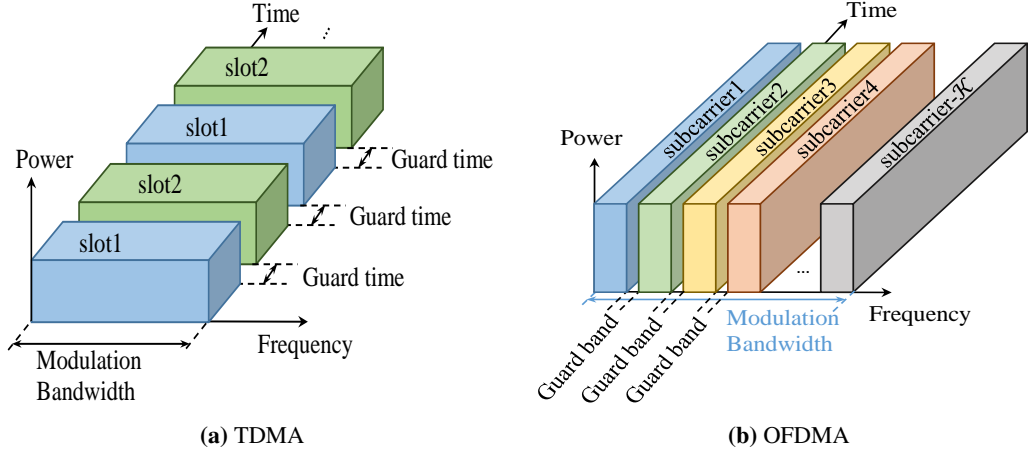 Time
⋮
slot2
slot1
Power
Guard time
slot2
Guard time
slot1
Guard time
Frequency
Modulation
Bandwidth
(a) TDMA
Time
subcarrier1
subcarrier2
subcarrier3
subcarrier4
subcarrier-𝒦
Power
...
Modulation
Bandwidth
Frequency
Guard band
Guard band
Guard band
(b) OFDMA